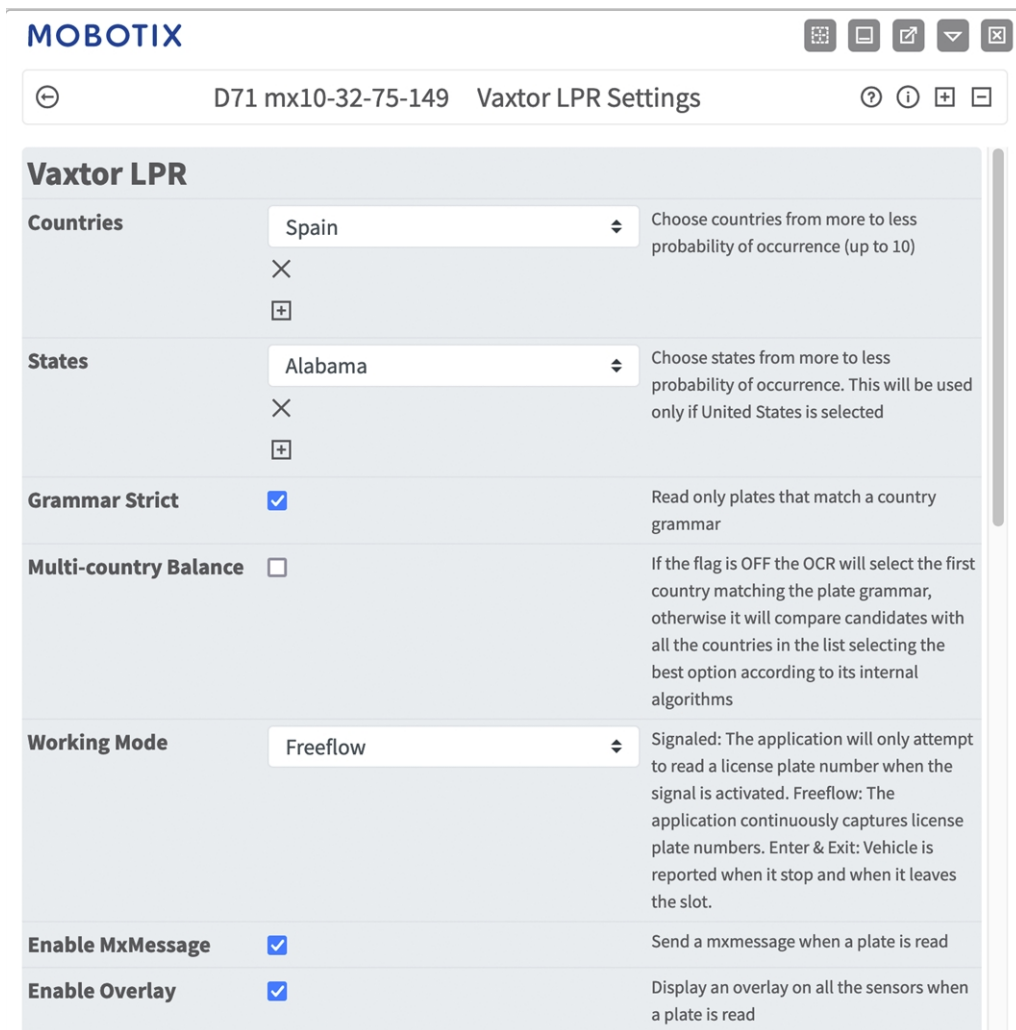 MOBOTIX
D71 mx10-32-75-149 Vaxtor LPR Settings
Vaxtor LPR
Countries
Spain
Choose countries from more to less
probability of occurrence (up to 10)
States
Alabama
Choose states from more to less
probability of occurrence. This will be used
only if United States is selected
Grammar Strict
Read only plates that match a country
grammar
Multi-country Balance
If the flag is OFF the OCR will select the first
country matching the plate grammar,
otherwise it will compare candidates with
all the countries in the list selecting the
best option according to its internal
algorithms
Working Mode
Freeflow
Signaled: The application will only attempt
to read a license plate number when the
signal is activated. Freeflow: The
application continuously captures license
plate numbers. Enter & Exit: Vehicle is
reported when it stop and when it leaves
the slot.
Enable MxMessage
Send a mxmessage when a plate is read
Enable Overlay
Display an overlay on all the sensors when
a plate is read